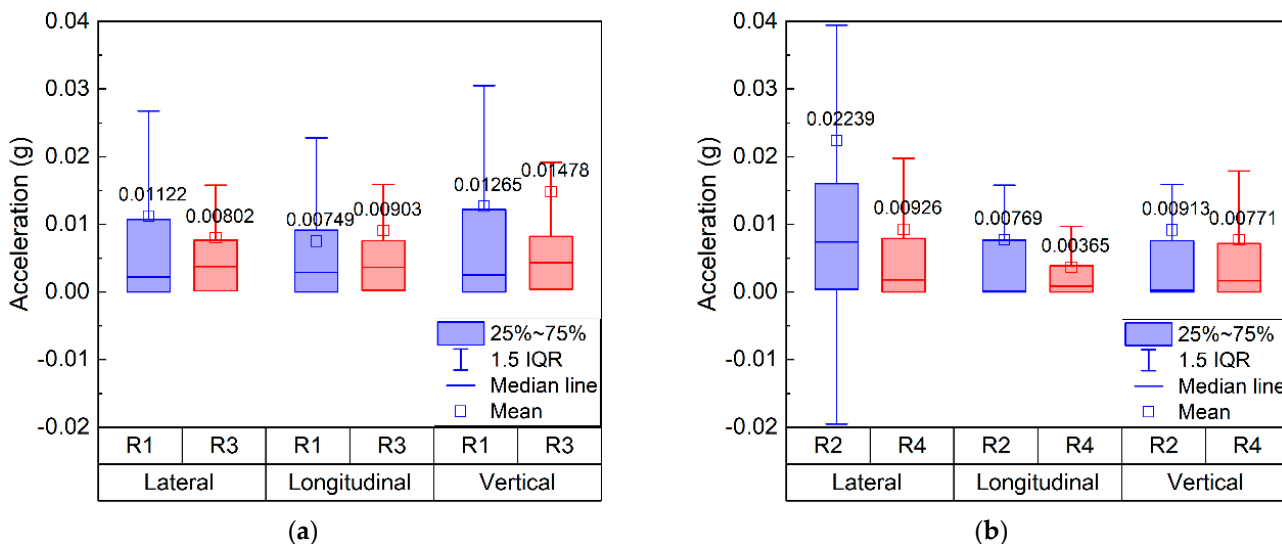 0.04
0.03
0.02
0.01
0.00
-0.01
-0.02
Acceleration (g)
0.01122
0.00802
0.00749
0.00903
0.01265
0.01478
25%~75%
1.5 IQR
Median line
Mean
R1 R3 R1 R3 R1 R3
Lateral Longitudinal Vertical
(a)
0.04
0.03
0.02
0.01
0.00
-0.01
-0.02
Acceleration (g)
0.02239
0.00926
0.00769
0.00365
0.00913
0.00771
25%~75%
1.5 IQR
Median line
Mean
R2 R4 R2 R4 R2 R4
Lateral Longitudinal Vertical
(b)